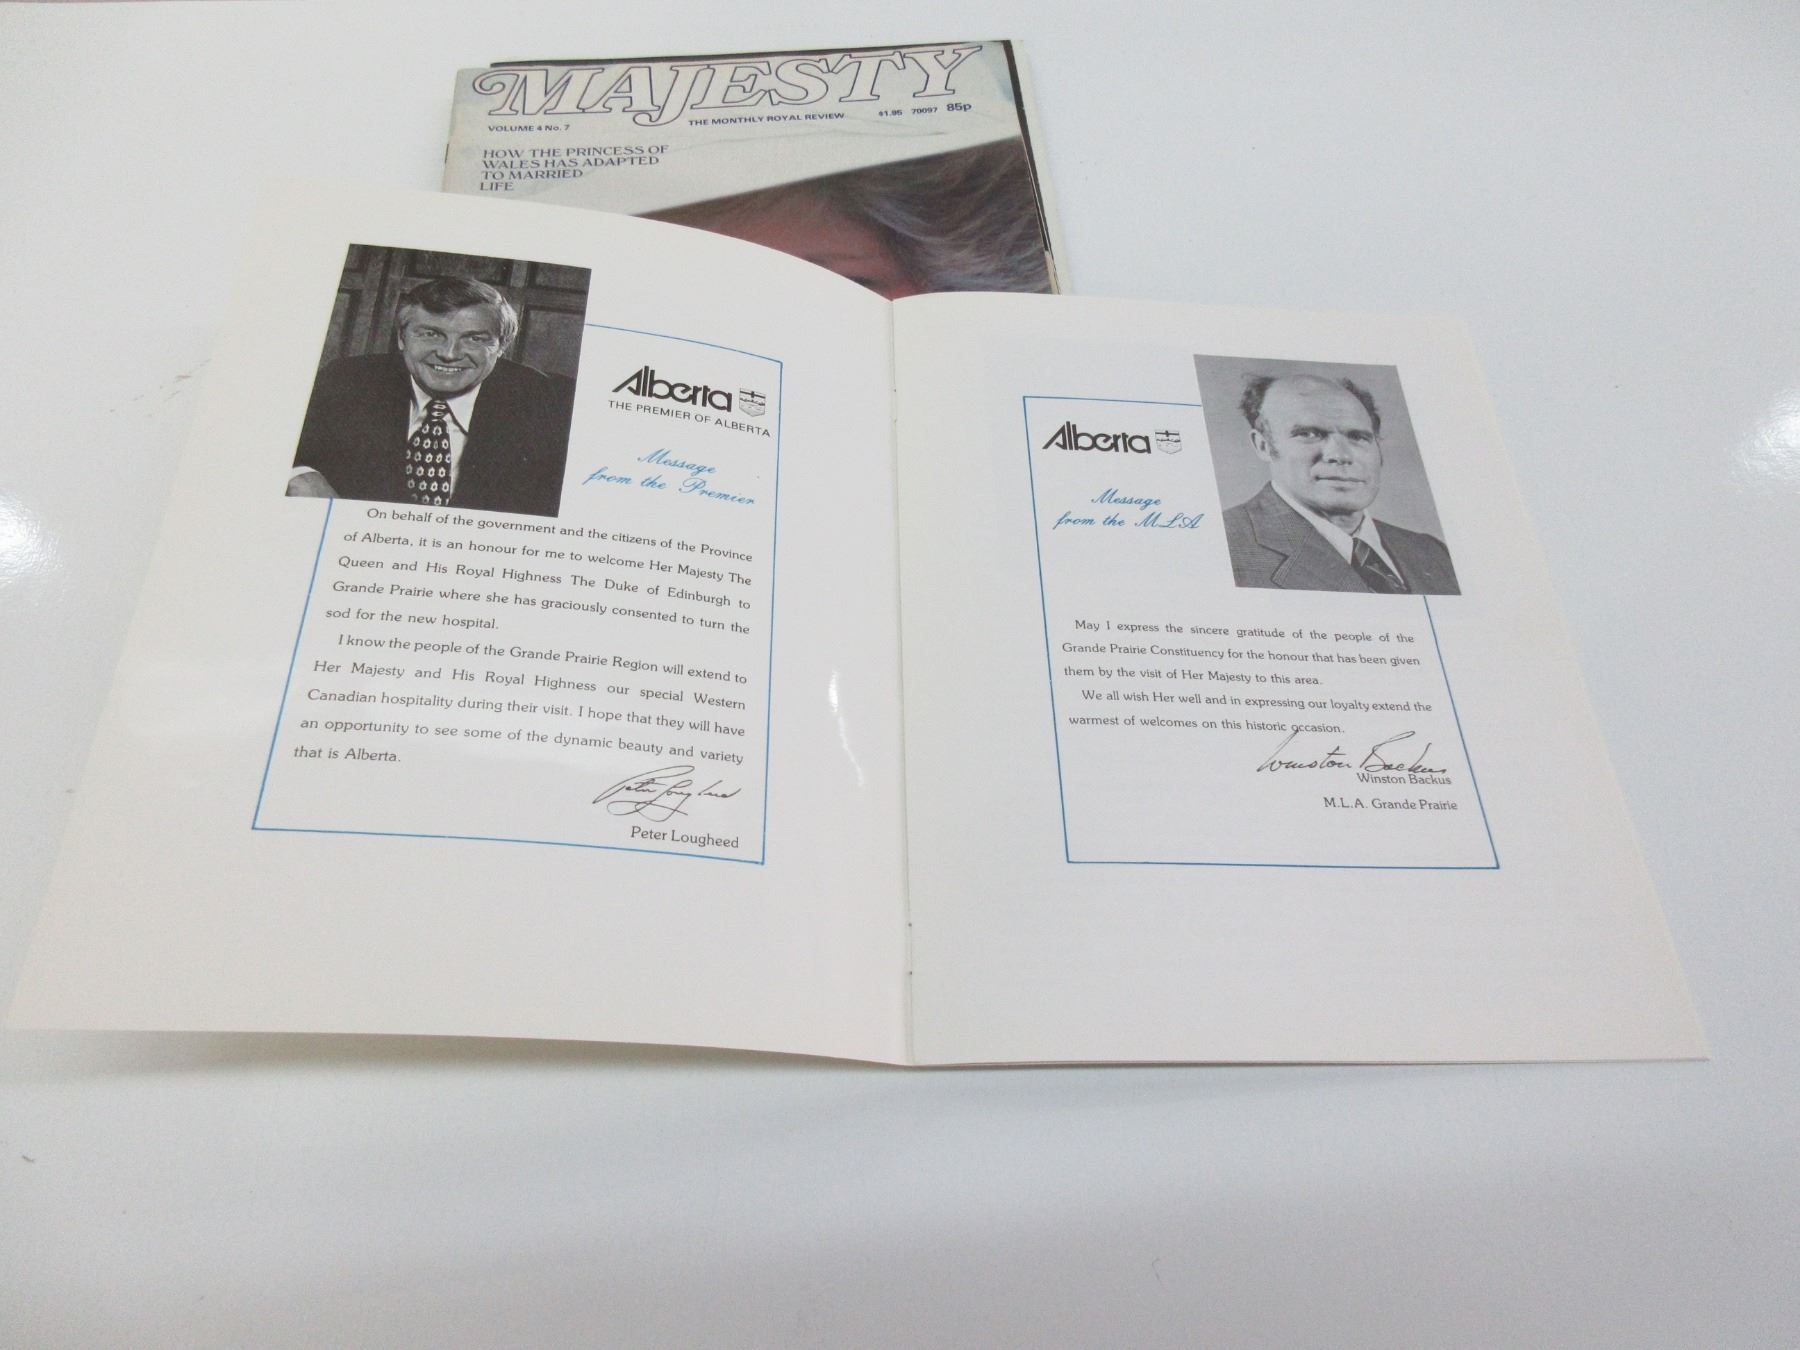 MAJESTY
VOLUME 4 No. 7
THE MONTHLY ROYAL REVIEW
$1.95 70097 85p
HOW THE PRINCESS OF
WALES HAS ADAPTED
TO MARRIED
LIFE
Alberta
THE PREMIER OF ALBERTA
Message
from the Premier
On behalf of the government and the citizens of the Province
of Alberta, it is an honour for me to welcome Her Majesty The
Queen and His Royal Highness The Duke of Edinburgh to
Grande Prairie where she has graciously consented to turn the
sod for the new hospital.
I know the people of the Grande Prairie Region will extend to
Her Majesty and His Royal Highness our special Western
Canadian hospitality during their visit. I hope that they will have
an opportunity to see some of the dynamic beauty and variety
that is Alberta.
Peter Lougheed
Peter Lougheed
Alberta
Message
from the MLA
May I express the sincere gratitude of the people of the
Grande Prairie Constituency for the honour that has been given
them by the visit of Her Majesty to this area.
We all wish Her well and in expressing our loyalty extend the
warmest of welcomes on this historic occasion.
Winston Backus
Winston Backus
M.L.A. Grande Prairie